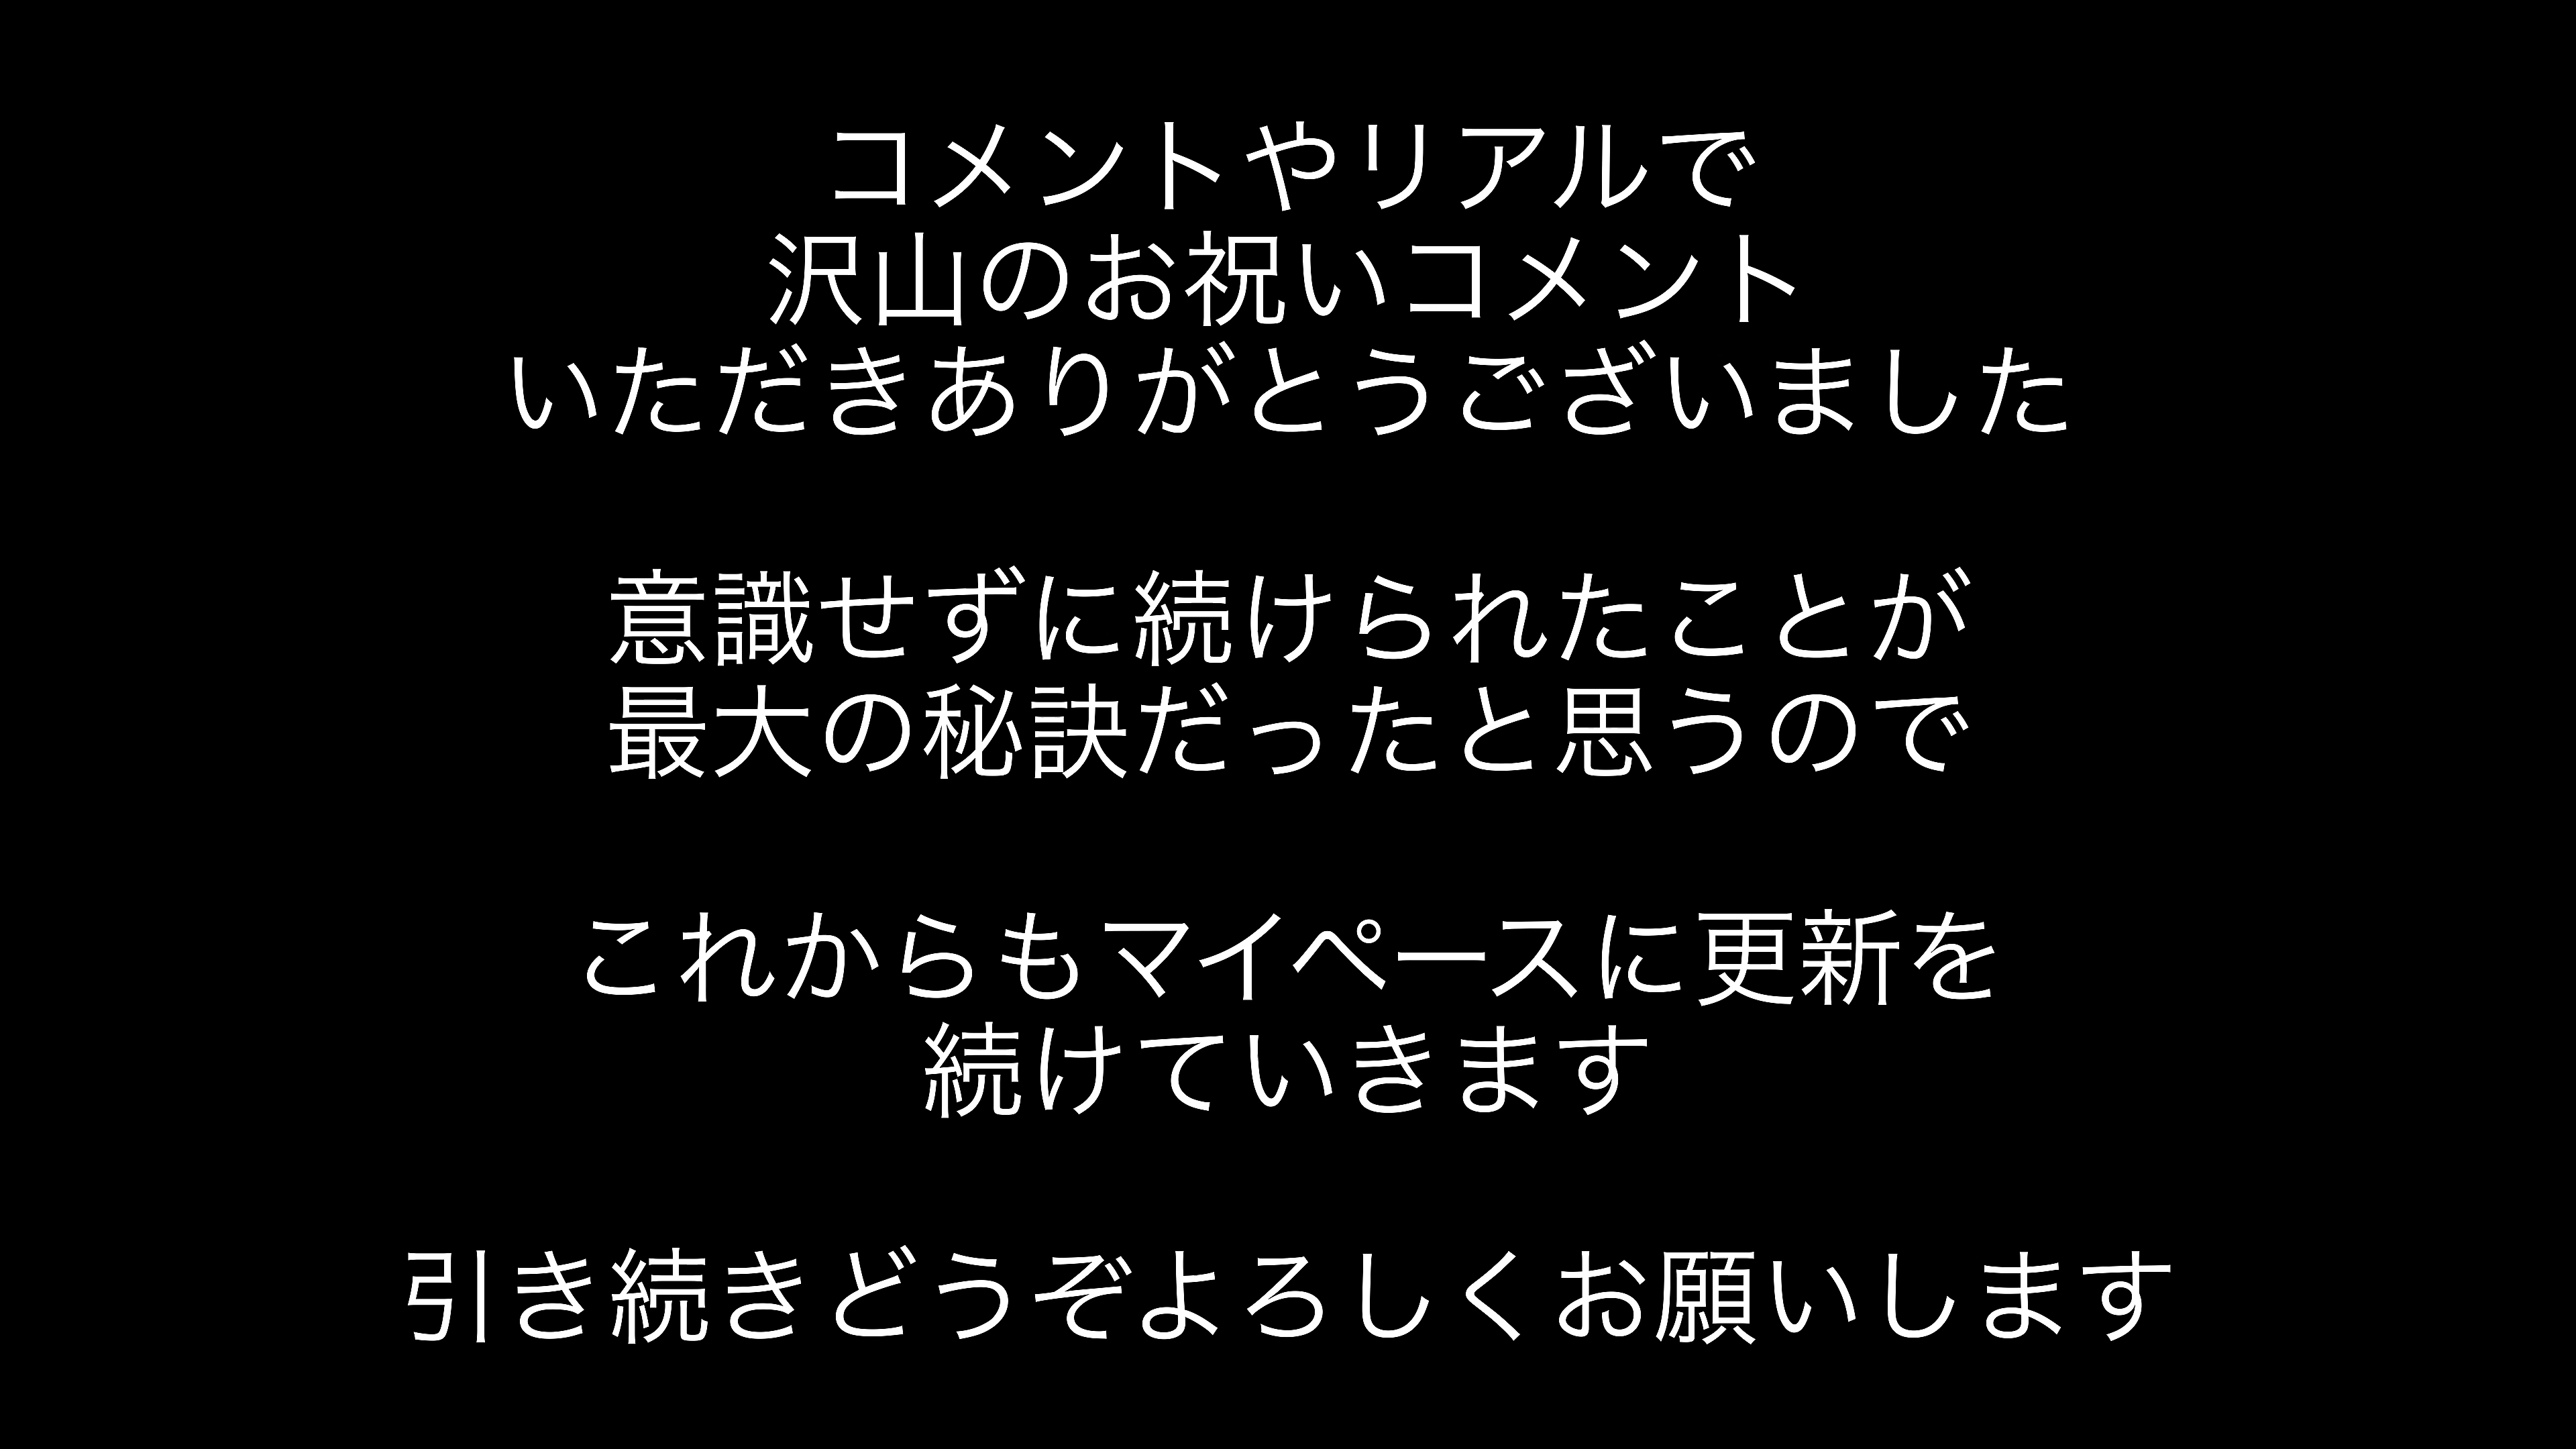 コメントやリアルで
沢山のお祝いコメント
いただきありがとうございました
意識せずに続けられたことが
最大の秘訣だったと思うので
これからもマイペースに更新を
続けていきます
引き続きどうぞよろしくお願いします